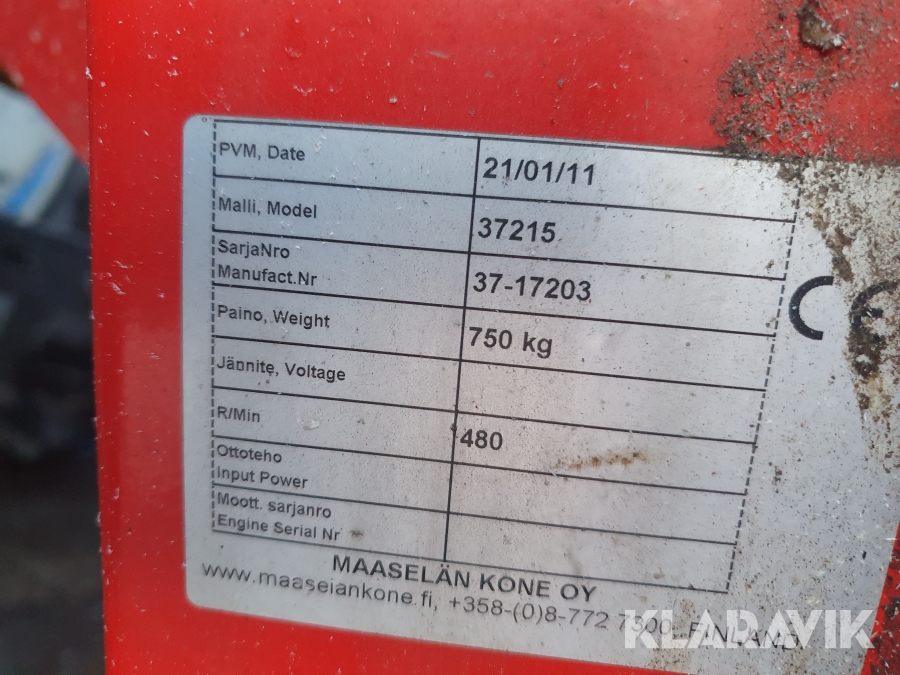 PVM, Date 21/01/11
Malli, Model 37215
SarjaNro
Manufact.Nr 37-17203
Paino, Weight 750 kg
Jännite, Voltage
R/Min 480
Ottoteho
Input Power
Moott. sarjanro
Engine Serial Nr
CE
MAASELÄN KONE OY
www.maaselankone.fi, +358-(0)8-772 7300 FINLAND
KLARAVIK